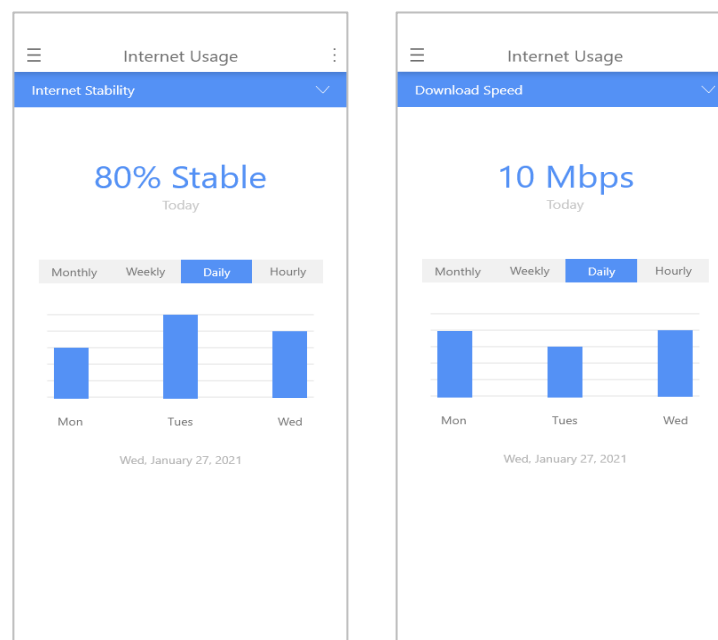 Internet Usage
Internet Stability
80% Stable
Today
Monthly Weekly Daily Hourly
Mon Tues Wed
Wed, January 27, 2021
Internet Usage
Download Speed
10 Mbps
Today
Monthly Weekly Daily Hourly
Mon Tues Wed
Wed, January 27, 2021